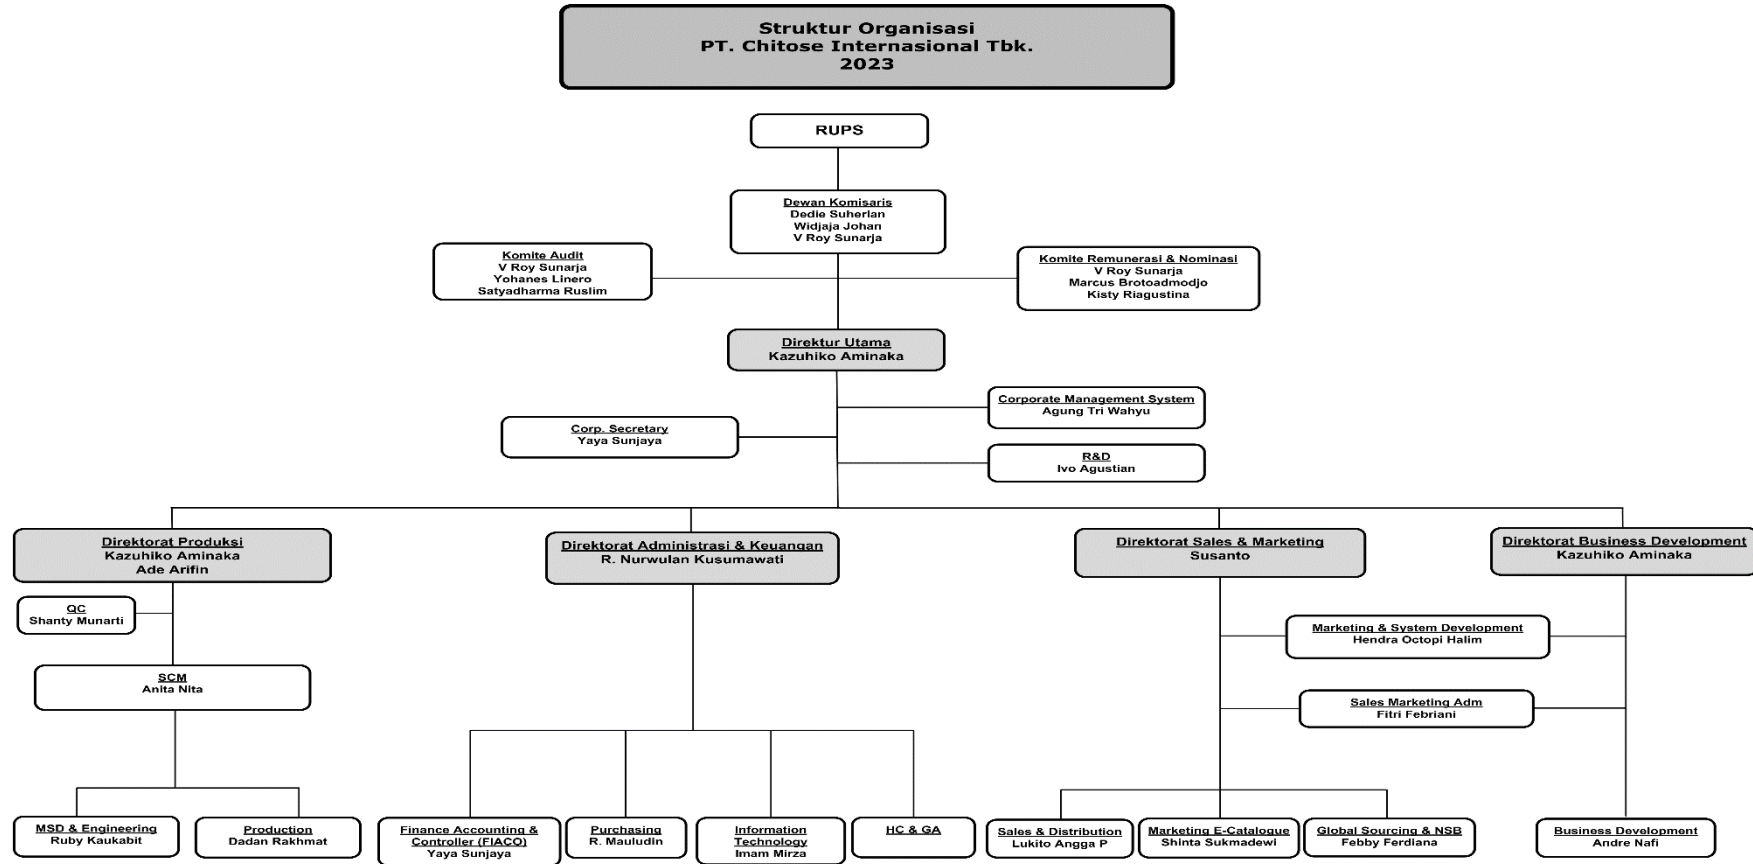 Struktur Organisasi
PT. Chitose Internasional Tbk.
2023
RUPS
Dewan Komisaris
Dedie Suherlan
Widjaja Johan
V Roy Sunarja
Komite Audit
V Roy Sunarja
Yohanes Linero
Satyadharma Ruslim
Komite Remunerasi & Nominasi
V Roy Sunarja
Marcus Brotoadmodjo
Kisty Riagustina
Direktur Utama
Kazuhiko Aminaka
Corporate Management System
Agung Tri Wahyu
Corp. Secretary
Yaya Sunjaya
R&D
Ivo Agustian
Direktorat Produksi
Kazuhiko Aminaka
Ade Arifin
Direktorat Administrasi & Keuangan
R. Nurwulan Kusumawati
Direktorat Sales & Marketing
Susanto
Direktorat Business Development
Kazuhiko Aminaka
QC
Shanty Munarti
Marketing & System Development
Hendra Octopi Halim
SCM
Anita Nita
Sales Marketing Adm
Fitri Febriani
MSD & Engineering
Ruby Kaukabit
Production
Dadan Rakhmat
Finance Accounting &
Controller (FIACO)
Yaya Sunjaya
Purchasing
R. Mauludin
Information
Technology
Imam Mirza
HC & GA
Sales & Distribution
Lukito Angga P
Marketing E-Catalogue
Shinta Sukmadewi
Global Sourcing & NSB
Febby Ferdiana
Business Development
Andre Nafi